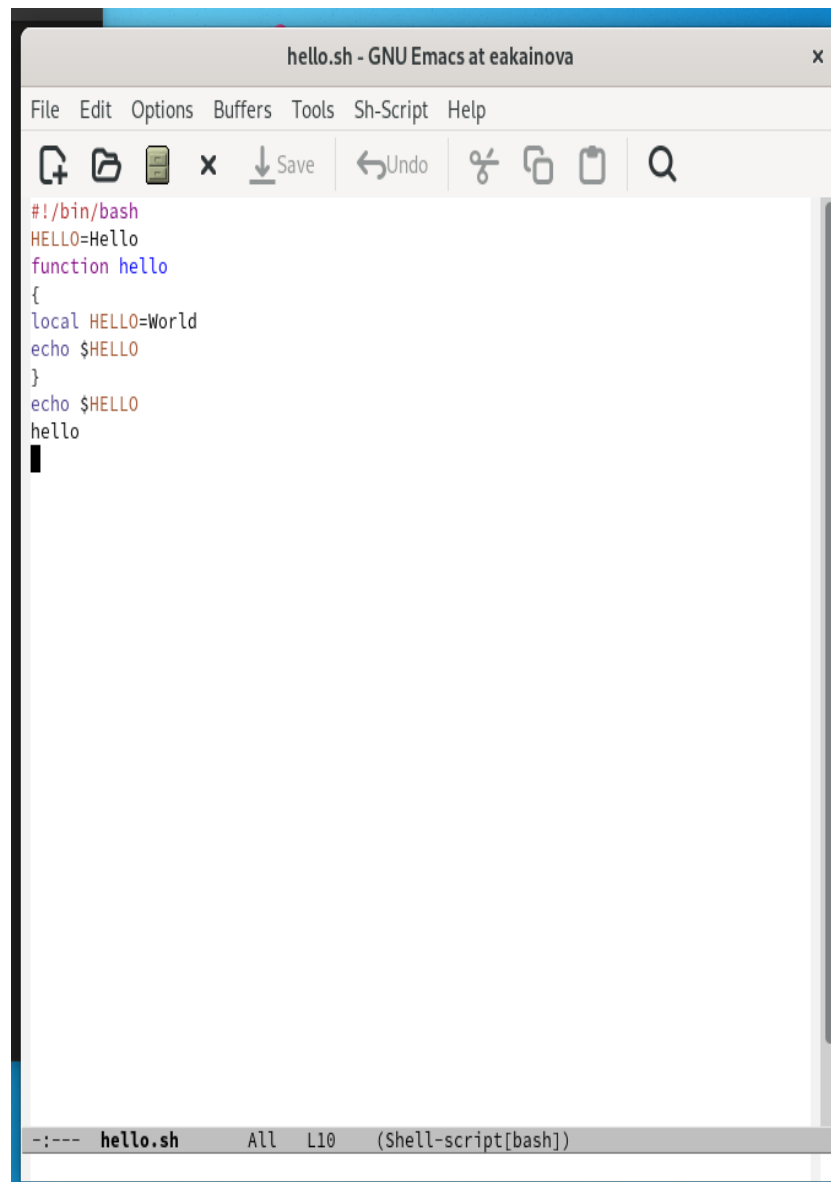 hello.sh - GNU Emacs at eakainova
File Edit Options Buffers Tools Sh-Script Help
Save Undo
#!/bin/bash
HELLO=Hello
function hello
{
local HELLO=World
echo $HELLO
}
echo $HELLO
hello
-:--- hello.sh All L10 (Shell-script[bash])